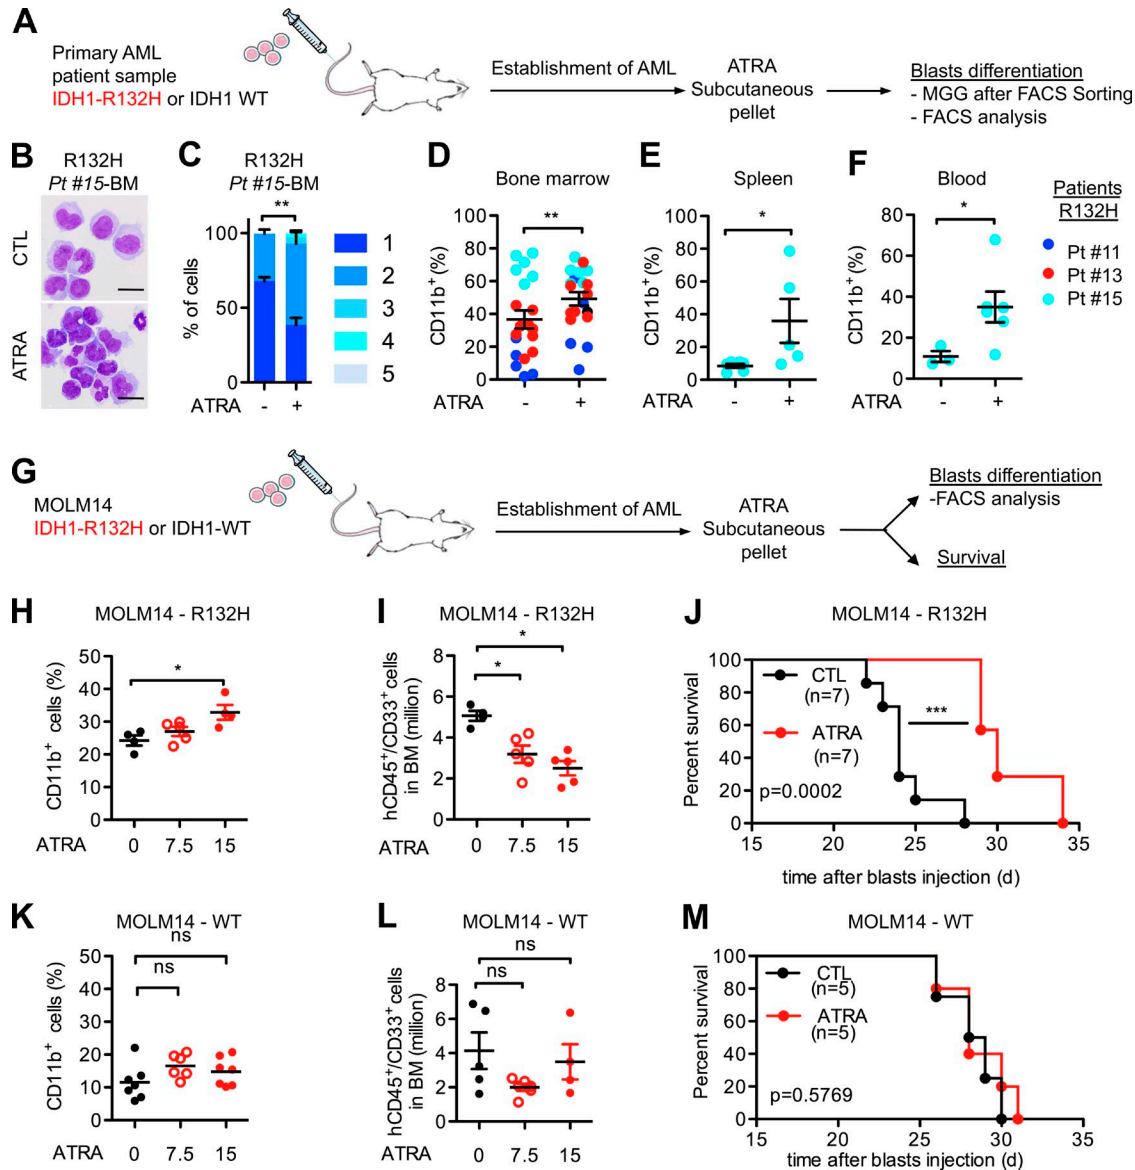 A
Primary AML
patient sample
IDH1-R132H or IDH1 WT
Establishment of AML
ATRA
Subcutaneous
pellet
Blasts differentiation
- MGG after FACS Sorting
- FACS analysis
B
R132H
Pt #15-BM
CTL
ATRA
C
R132H
Pt #15-BM
**
% of cells
100
50
0
ATRA - +
1
2
3
4
5
D
Bone marrow
**
CD11b+(%)
100
80
60
40
20
0
ATRA - +
E
Spleen
*
CD11b+(%)
100
80
60
40
20
0
ATRA - +
F
Blood
*
CD11b+(%)
80
60
40
20
0
ATRA - +
Patients
R132H
Pt #11
Pt #13
Pt #15
G
MOLM14
IDH1-R132H or IDH1-WT
Establishment of AML
ATRA
Subcutaneous
pellet
Blasts differentiation
-FACS analysis
Survival
H
MOLM14 - R132H
*
CD11b+ cells (%)
50
40
30
20
10
0
ATRA 0 7.5 15
I
MOLM14 - R132H
*
*
hCD45+/CD33+ cells
in BM (million)
8
6
4
2
0
ATRA 0 7.5 15
J
MOLM14 - R132H
Percent survival
100
80
60
40
20
0
CTL
(n=7)
***
ATRA
(n=7)
p=0.0002
15 20 25 30 35
time after blasts injection (d)
K
MOLM14 - WT
ns
ns
CD11b+ cells (%)
50
40
30
20
10
0
ATRA 0 7.5 15
L
MOLM14 - WT
ns
ns
hCD45+/CD33+ cells
in BM (million)
8
6
4
2
0
ATRA 0 7.5 15
M
MOLM14 - WT
Percent survival
100
80
60
40
20
0
CTL
(n=5)
ATRA
(n=5)
p=0.5769
15 20 25 30 35
time after blasts injection (d)